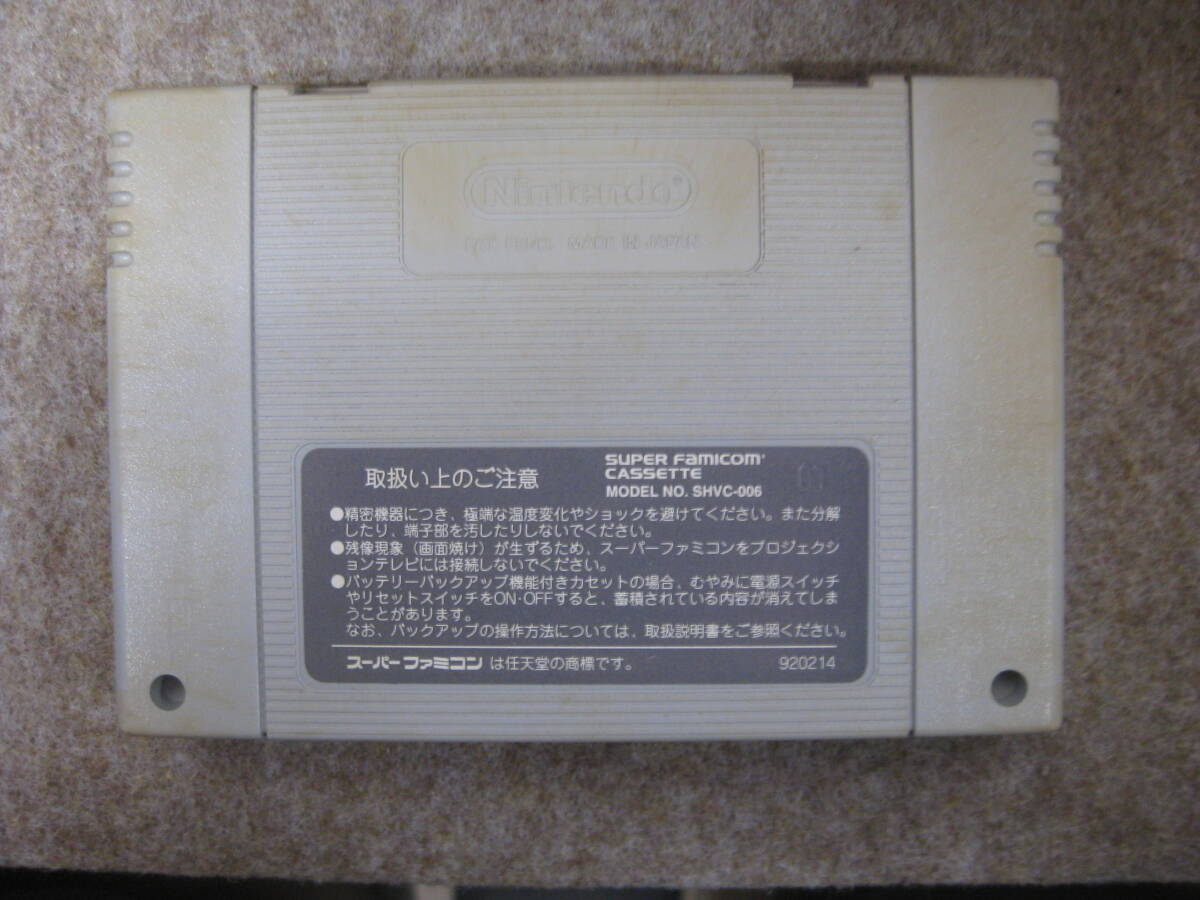 Nintendo®
MADE IN JAPAN
取扱い上のご注意
SUPER FAMICOM
CASSETTE
MODEL NO. SHVC-006
●精密機器につき、極端な温度変化やショックを避けてください。また分解
したり、端子部を汚したりしないでください。
●残像現象（画面焼け）が生ずるため、スーパーファミコンをプロジェクシ
ョンテレビには接続しないでください。
●バッテリーバックアップ機能付きカセットの場合、むやみに電源スイッチ
やリセットスイッチをON・OFFすると、蓄積されている内容が消えてしま
うことがあります。
なお、バックアップの操作方法については、取扱説明書をご参照ください。
スーパーファミコン は任天堂の商標です。
920214